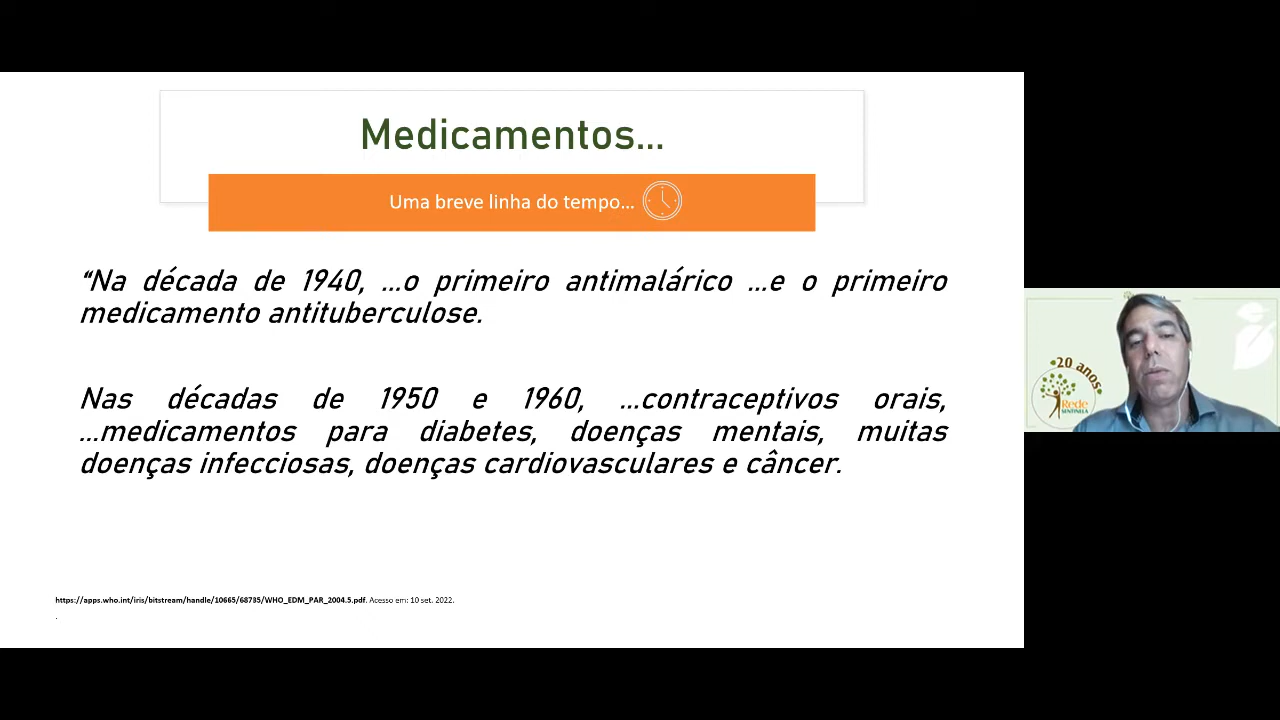 Medicamentos...
Uma breve linha do tempo...
“Na década de 1940, ...o primeiro antimalárico ...e o primeiro
medicamento antituberculose.
Nas décadas de 1950 e 1960, ...contraceptivos orais,
...medicamentos para diabetes, doenças mentais, muitas
doenças infecciosas, doenças cardiovasculares e câncer.
https://apps.who.int/iris/bitstream/handle/10665/68735/WHO_EDM_PAR_2004.5.pdf. Acesso em: 10 set. 2022.
.
20 anos
Rede
SENTINELA